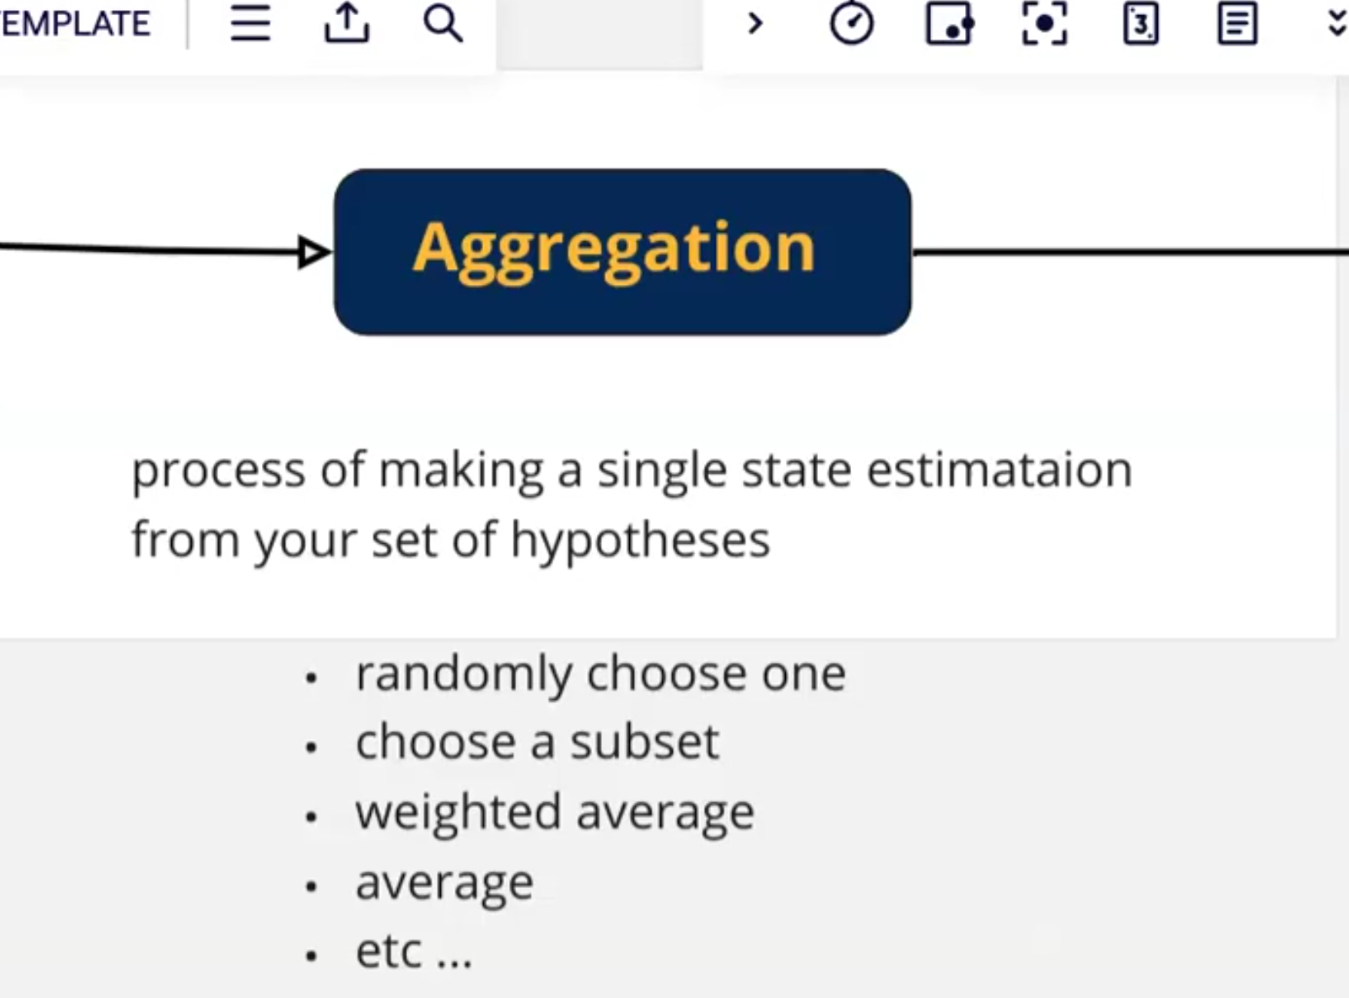 EMPLATE
3
Aggregation
process of making a single state estimataion
from your set of hypotheses
• randomly choose one
• choose a subset
• weighted average
• average
• etc ...